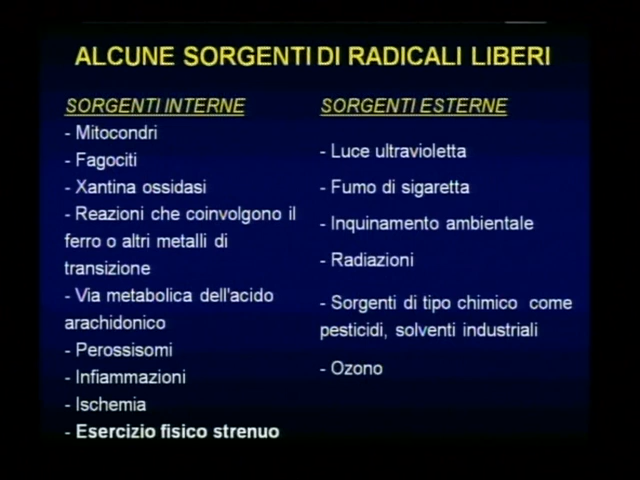 ALCUNE SORGENTI DI RADICALI LIBERI
SORGENTI INTERNE
- Mitocondri
- Fagociti
- Xantina ossidasi
- Reazioni che coinvolgono il
ferro o altri metalli di
transizione
- Via metabolica dell'acido
arachidonico
- Perossisomi
- Infiammazioni
- Ischemia
- Esercizio fisico strenuo
SORGENTI ESTERNE
- Luce ultravioletta
- Fumo di sigaretta
- Inquinamento ambientale
- Radiazioni
- Sorgenti di tipo chimico come
pesticidi, solventi industriali
- Ozono